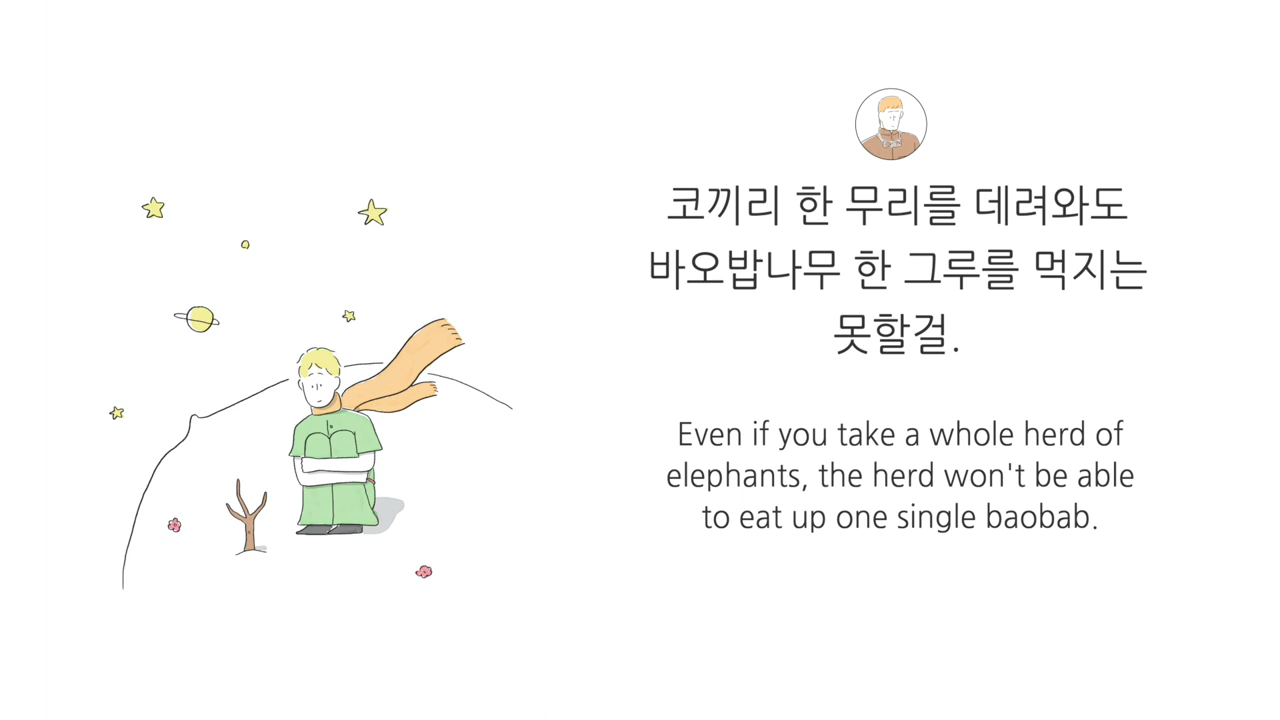 코끼리 한 무리를 데려와도
바오밥나무 한 그루를 먹지는
못할걸.
Even if you take a whole herd of
elephants, the herd won't be able
to eat up one single baobab.